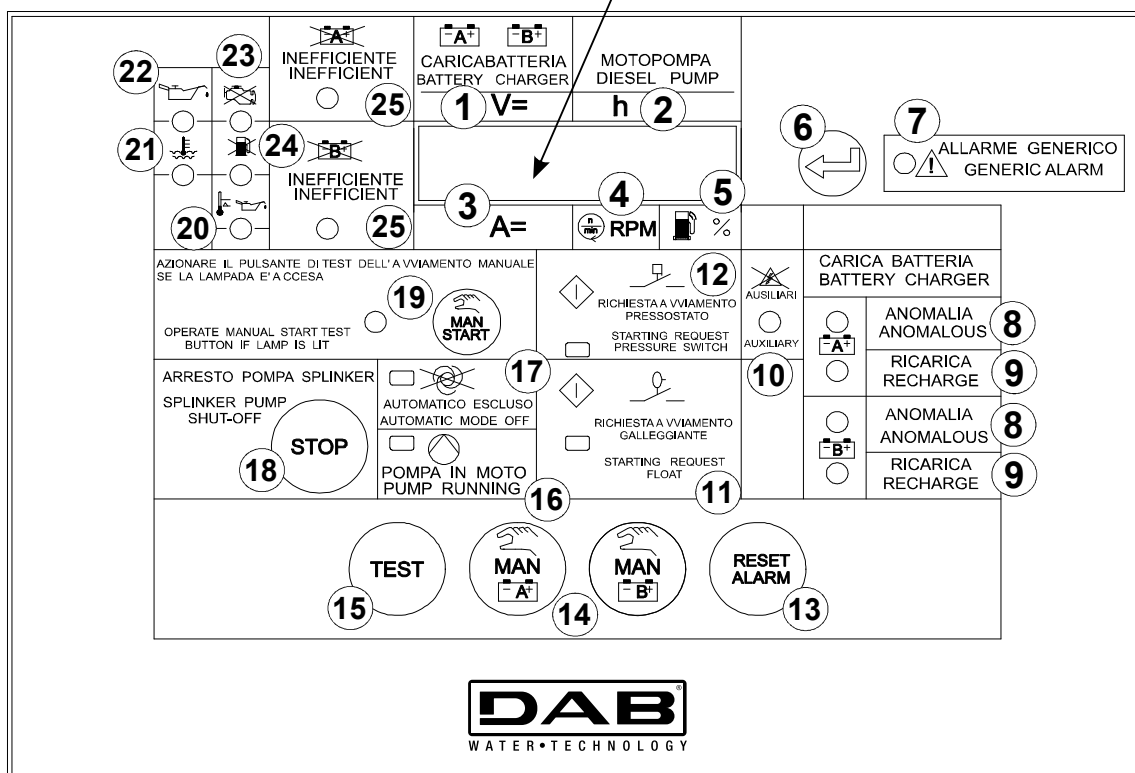 22
23
A
INEFFICIENTE
INEFFICIENT
25
- A +
- B +
CARICABATTERIA
BATTERY CHARGER
1
V=
MOTOPOMPA
DIESEL PUMP
h
2
6
7
ALLARME GENERICO
GENERIC ALARM
21
24
B
INEFFICIENTE
INEFFICIENT
20
25
3
A=
4
n
min
RPM
5
%
AZIONARE IL PULSANTE DI TEST DELL'A VVIAMENTO MANUALE
SE LA LAMPADA E'A CCESA
OPERATE MANUAL START TEST
BUTTON IF LAMP IS LIT
19
MAN
START
12
RICHIESTA A VVIAMENTO
PRESSOSTATO
STARTING REQUEST
PRESSURE SWITCH
AUSILIARI
AUXILIARY
10
CARICA BATTERIA
BATTERY CHARGER
- A +
ANOMALIA
ANOMALOUS
8
RICARICA
RECHARGE
9
- B +
ANOMALIA
ANOMALOUS
8
RICARICA
RECHARGE
9
ARRESTO POMPA SPLINKER
SPLINKER PUMP
SHUT-OFF
STOP
18
17
AUTOMATICO ESCLUSO
AUTOMATIC MODE OFF
POMPA IN MOTO
PUMP RUNNING
16
RICHIESTA A VVIAMENTO
GALLEGGIANTE
STARTING REQUEST
FLOAT
11
TEST
15
MAN
- A +
14
MAN
- B +
RESET
ALARM
13
DAB®
WATER•TECHNOLOGY